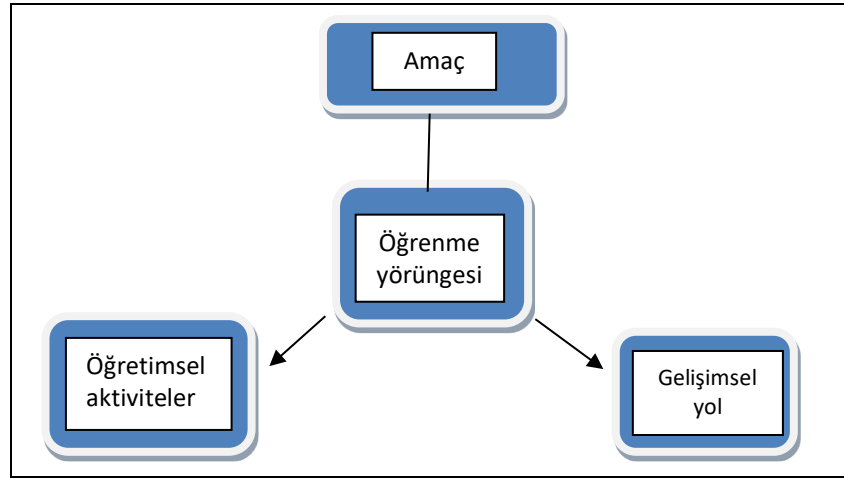 Amaç
Öğrenme
yörüngesi
Öğretimsel
aktiviteler
Gelişimsel
yol